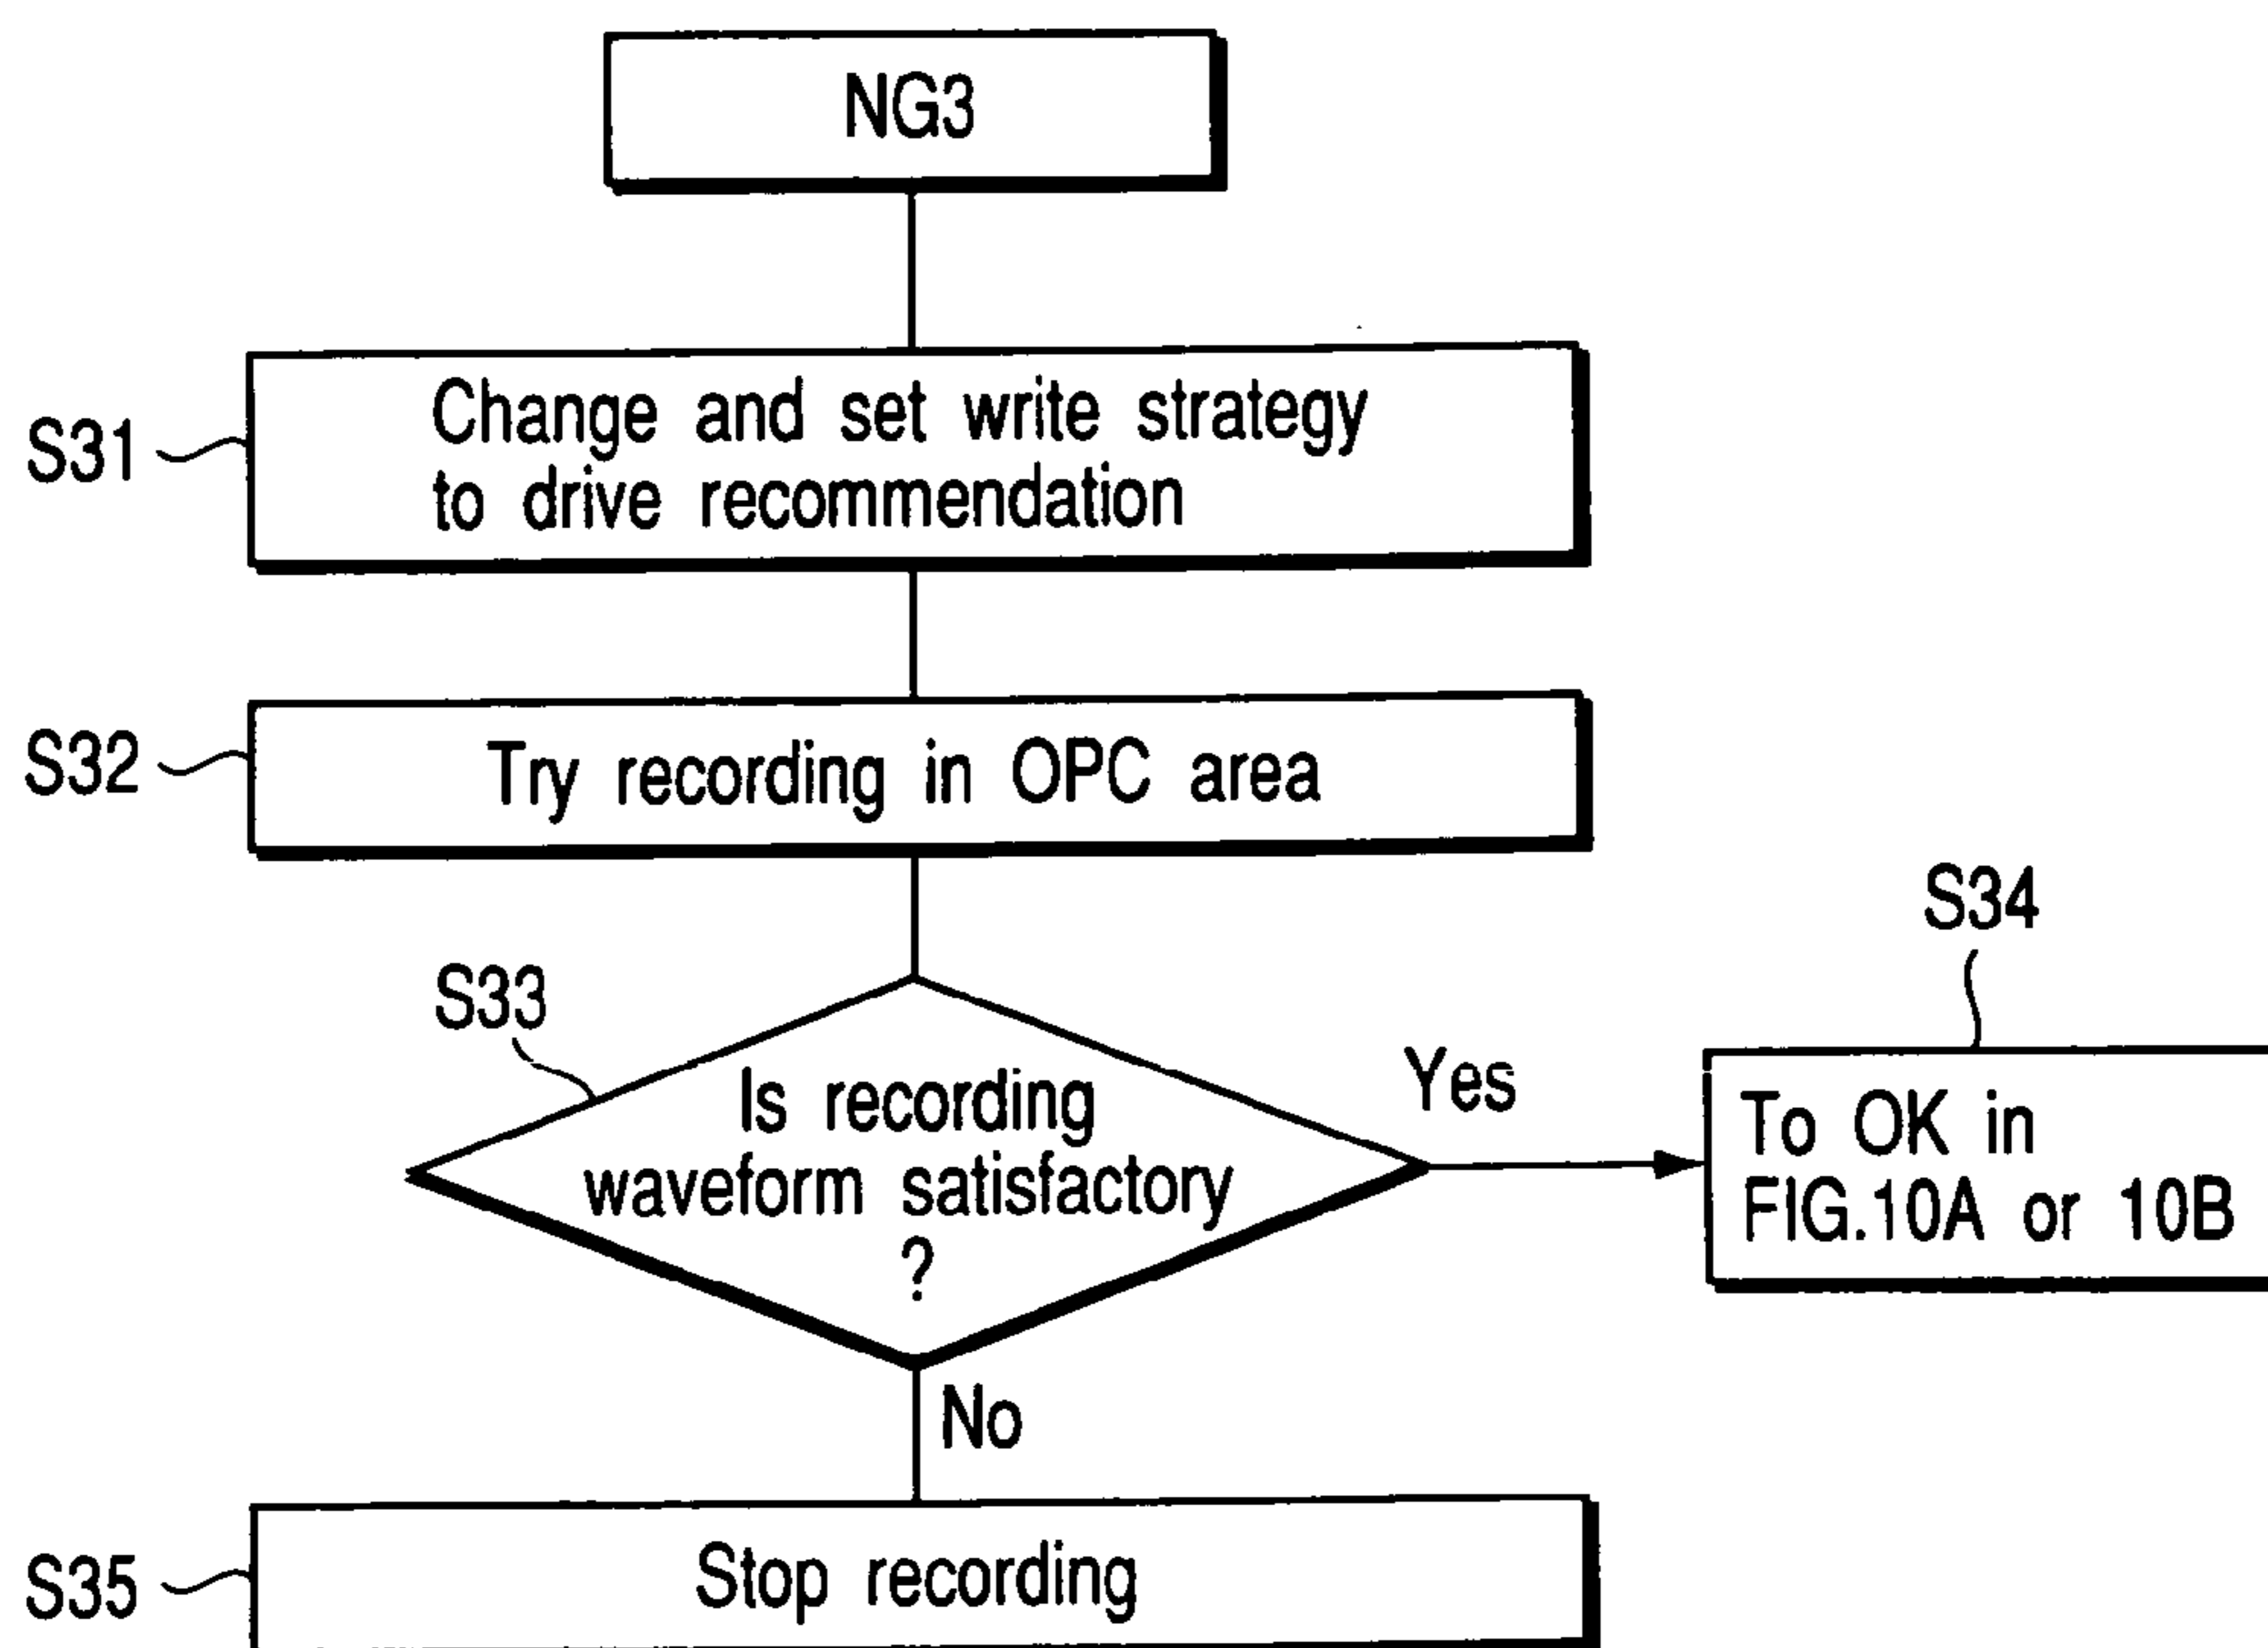 NG3
S31
Change and set write strategy
to drive recommendation
S32
Try recording in OPC area
S33
Is recording
waveform satisfactory
?
Yes
S34
To OK in
FIG.10A or 10B
No
S35
Stop recording